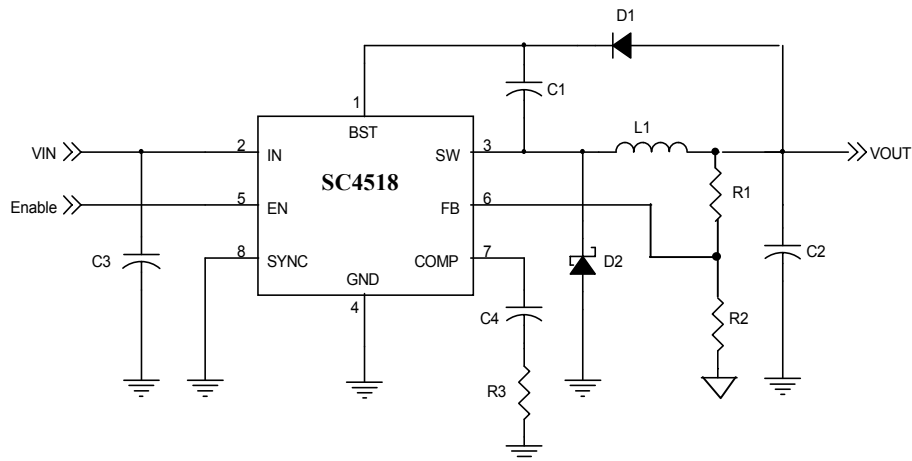 D1
C1
1
BST
VIN
2
IN
SW
3
L1
VOUT
SC4518
Enable
5
EN
FB
6
R1
C3
8
SYNC
COMP
7
D2
C2
GND
4
C4
R2
R3